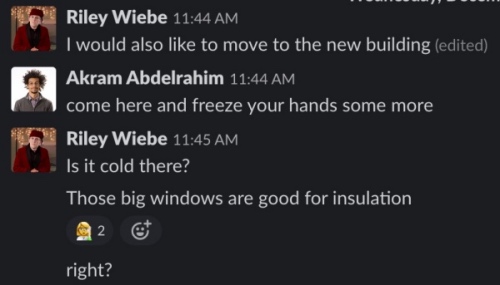 Riley Wiebe 11:44 AM
I would also like to move to the new building (edited)
Akram Abdelrahim 11:44 AM
come here and freeze your hands some more
Riley Wiebe 11:45 AM
Is it cold there?
Those big windows are good for insulation
2
right?